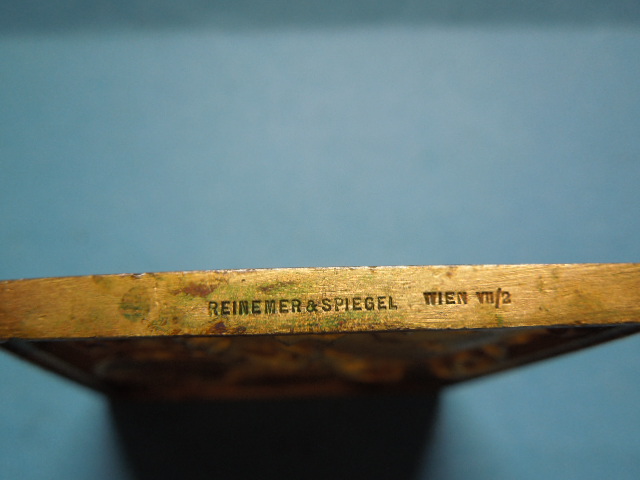 REINEMER & SPIEGEL WIEN VII/2